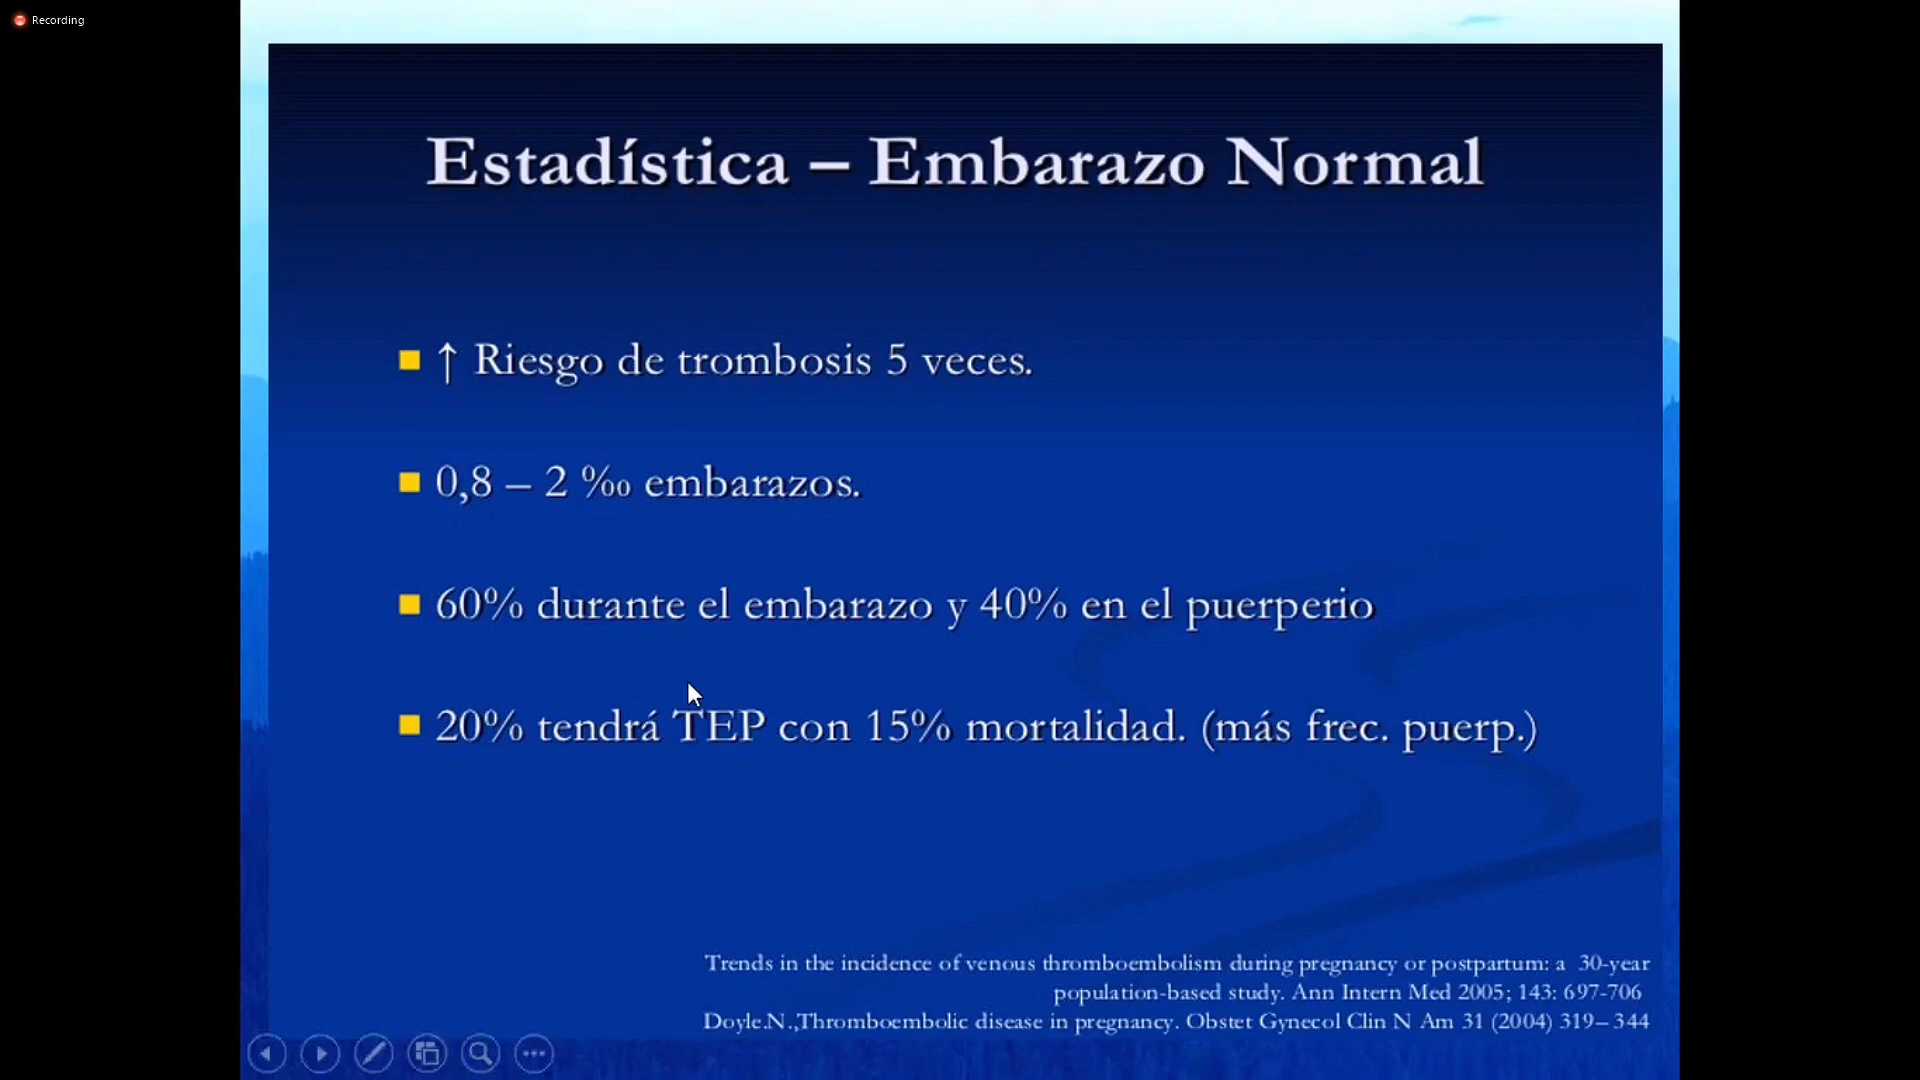 Recording
Estadística – Embarazo Normal
↑ Riesgo de trombosis 5 veces.
0,8 – 2 ‰ embarazos.
60% durante el embarazo y 40% en el puerperio
20% tendrá TEP con 15% mortalidad. (más frec. puerp.)
Trends in the incidence of venous thromboembolism during pregnancy or postpartum: a 30-year
population-based study. Ann Intern Med 2005; 143: 697-706
Doyle.N.,Thromboembolic disease in pregnancy. Obstet Gynecol Clin N Am 31 (2004) 319– 344